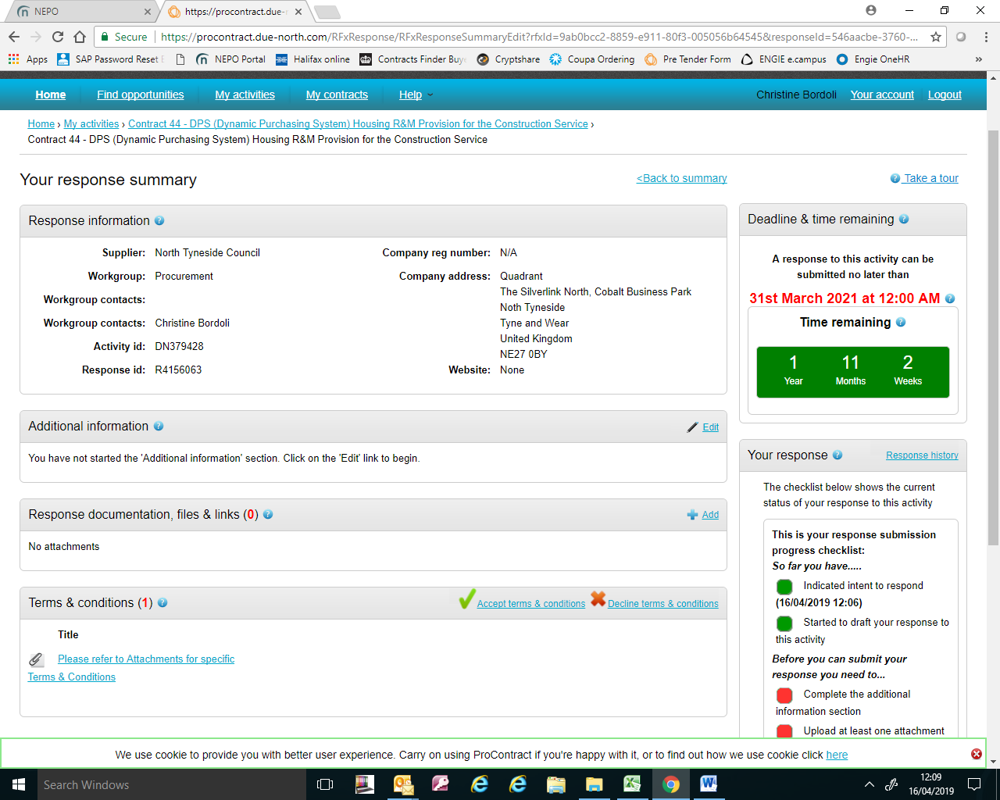 NEPO
https://procontract.due-n
Secure
https://procontract.due-north.com/RFxResponse/RFxResponseSummaryEdit?rfxId=9ab0bcc2-8859-e911-80f3-005056b64545&responseId=546aacbe-3760-...
Apps SAP Password Reset NEPO Portal Halifax online Contracts Finder Buy Cryptshare Coupa Ordering Pre Tender Form ENGIE e.campus Engie OneHR »
Home Find opportunities My activities My contracts Help Christine Bordoli Your account Logout
Home › My activities › Contract 44 - DPS (Dynamic Purchasing System) Housing R&M Provision for the Construction Service ›
Contract 44 - DPS (Dynamic Purchasing System) Housing R&M Provision for the Construction Service
Your response summary
<Back to summary
Take a tour
Response information
Supplier: North Tyneside Council
Workgroup: Procurement
Workgroup contacts:
Workgroup contacts: Christine Bordoli
Activity id: DN379428
Response id: R4156063
Company reg number: N/A
Company address: Quadrant
The Silverlink North, Cobalt Business Park
Noth Tyneside
Tyne and Wear
United Kingdom
NE27 0BY
Website: None
Additional information
Edit
You have not started the 'Additional information' section. Click on the 'Edit' link to begin.
Response documentation, files & links (0)
Add
No attachments
Terms & conditions (1)
Accept terms & conditions
Decline terms & conditions
Title
Please refer to Attachments for specific
Terms & Conditions
Deadline & time remaining
A response to this activity can be
submitted no later than
31st March 2021 at 12:00 AM
Time remaining
1 11 2
Year Months Weeks
Your response
Response history
The checklist below shows the current
status of your response to this activity
This is your response submission
progress checklist:
So far you have.....
Indicated intent to respond
(16/04/2019 12:06)
Started to draft your response to
this activity
Before you can submit your
response you need to...
Complete the additional
information section
Upload at least one attachment
We use cookie to provide you with better user experience. Carry on using ProContract if you're happy with it, or to find out how we use cookie click here
Search Windows
12:09
16/04/2019